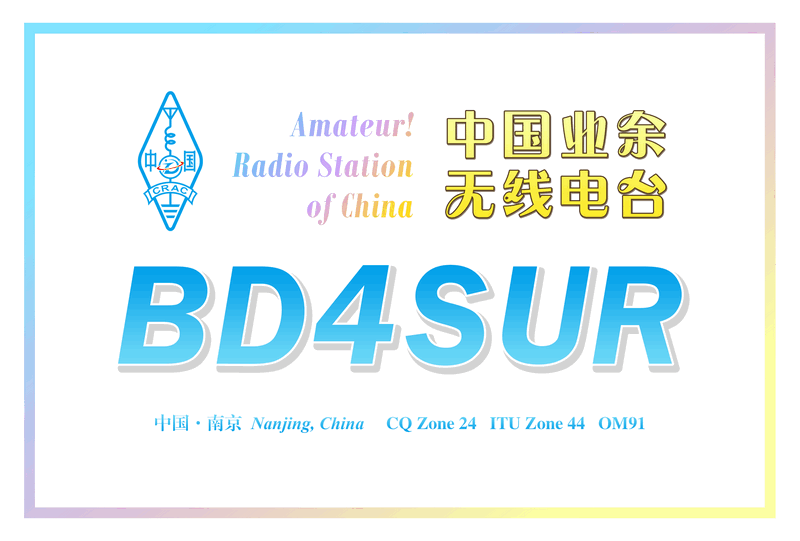 中 国
CRAC
Amateur!
Radio Station
of China
中国业余
无线电台
BD4SUR
中国·南京 Nanjing, China CQ Zone 24 ITU Zone 44 OM91